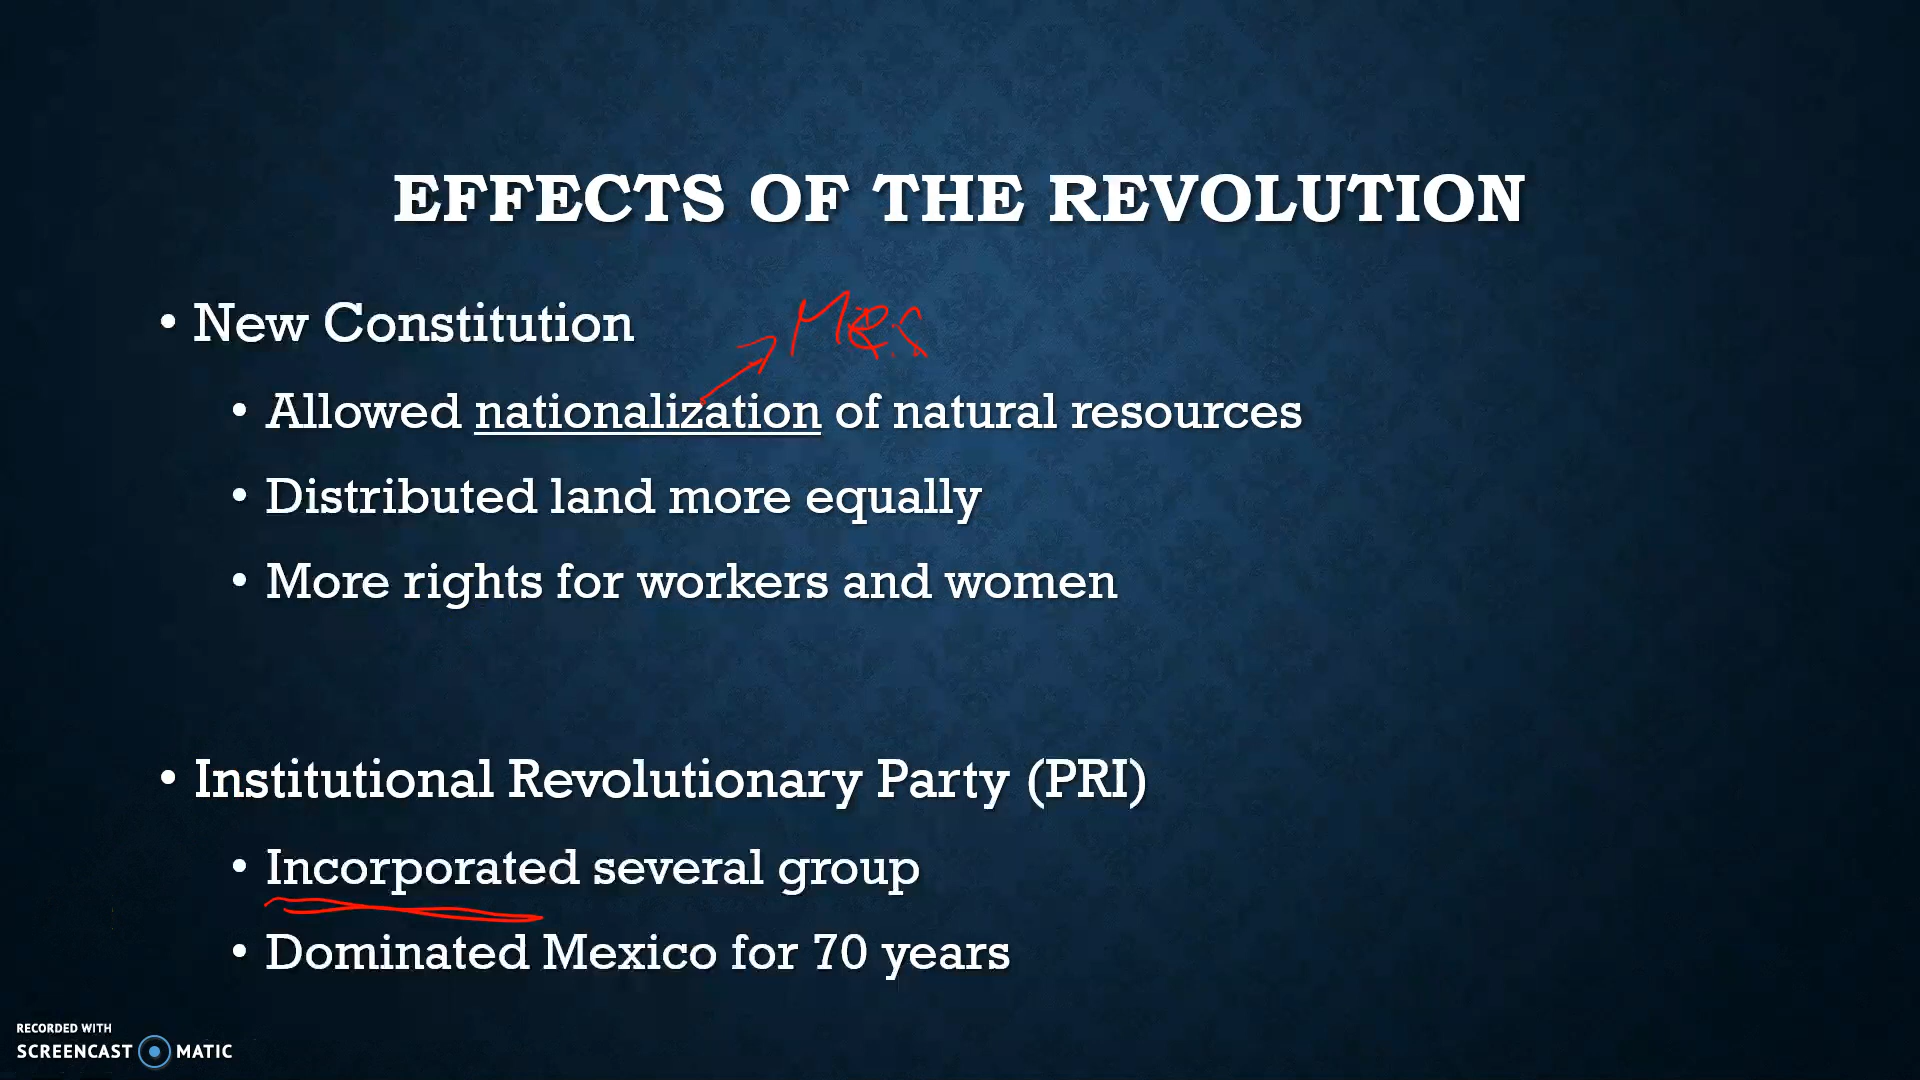 EFFECTS OF THE REVOLUTION
• New Constitution
• Allowed nationalization of natural resources
• Distributed land more equally
• More rights for workers and women
• Institutional Revolutionary Party (PRI)
• Incorporated several group
• Dominated Mexico for 70 years
RECORDED WITH
SCREENCAST MATIC